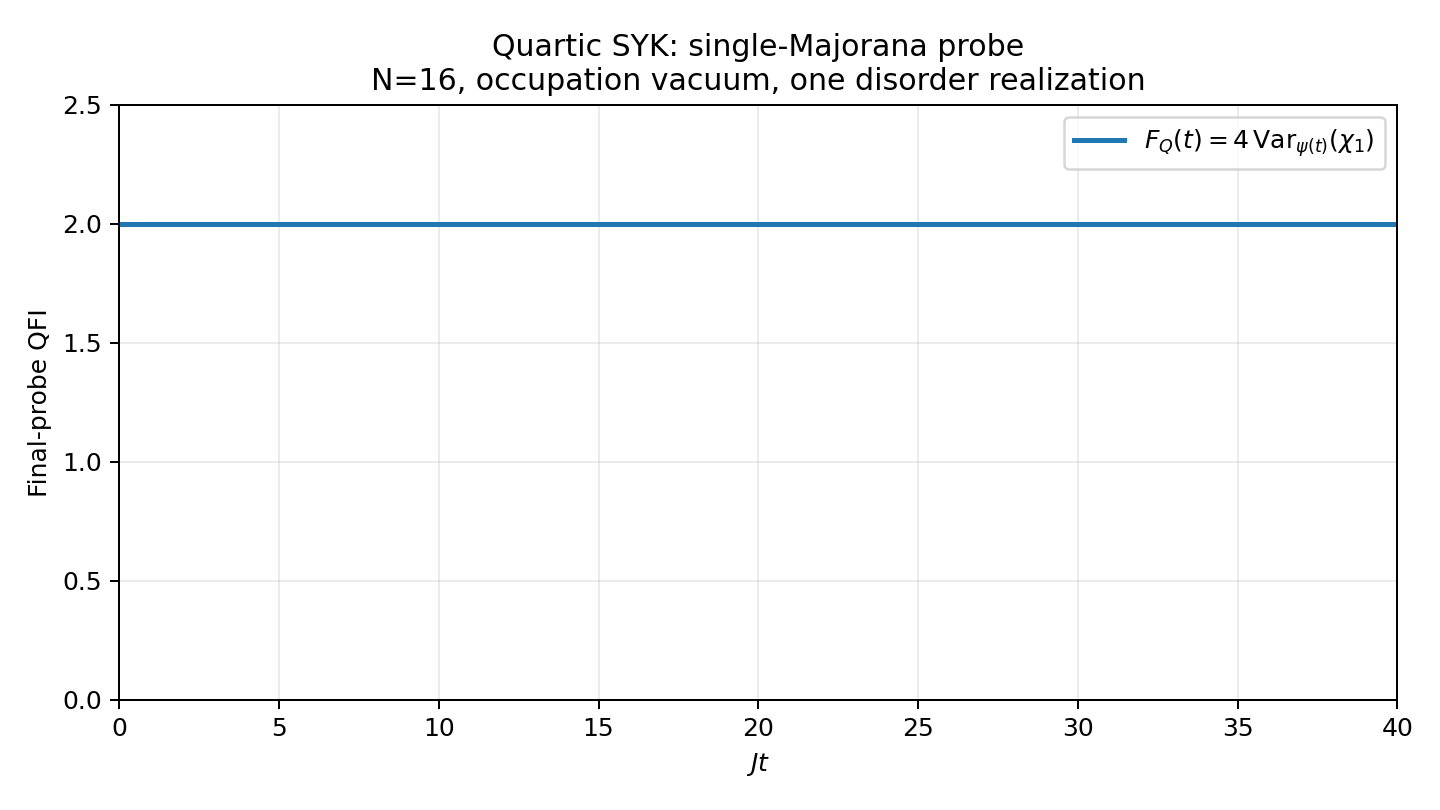 Quartic SYK: single-Majorana probe
N=16, occupation vacuum, one disorder realization
F_Q(t) = 4 Var_{ψ(t)}(χ_1)
Final-probe QFI
2.5
2.0
1.5
1.0
0.5
0.0
0 5 10 15 20 25 30 35 40
Jt